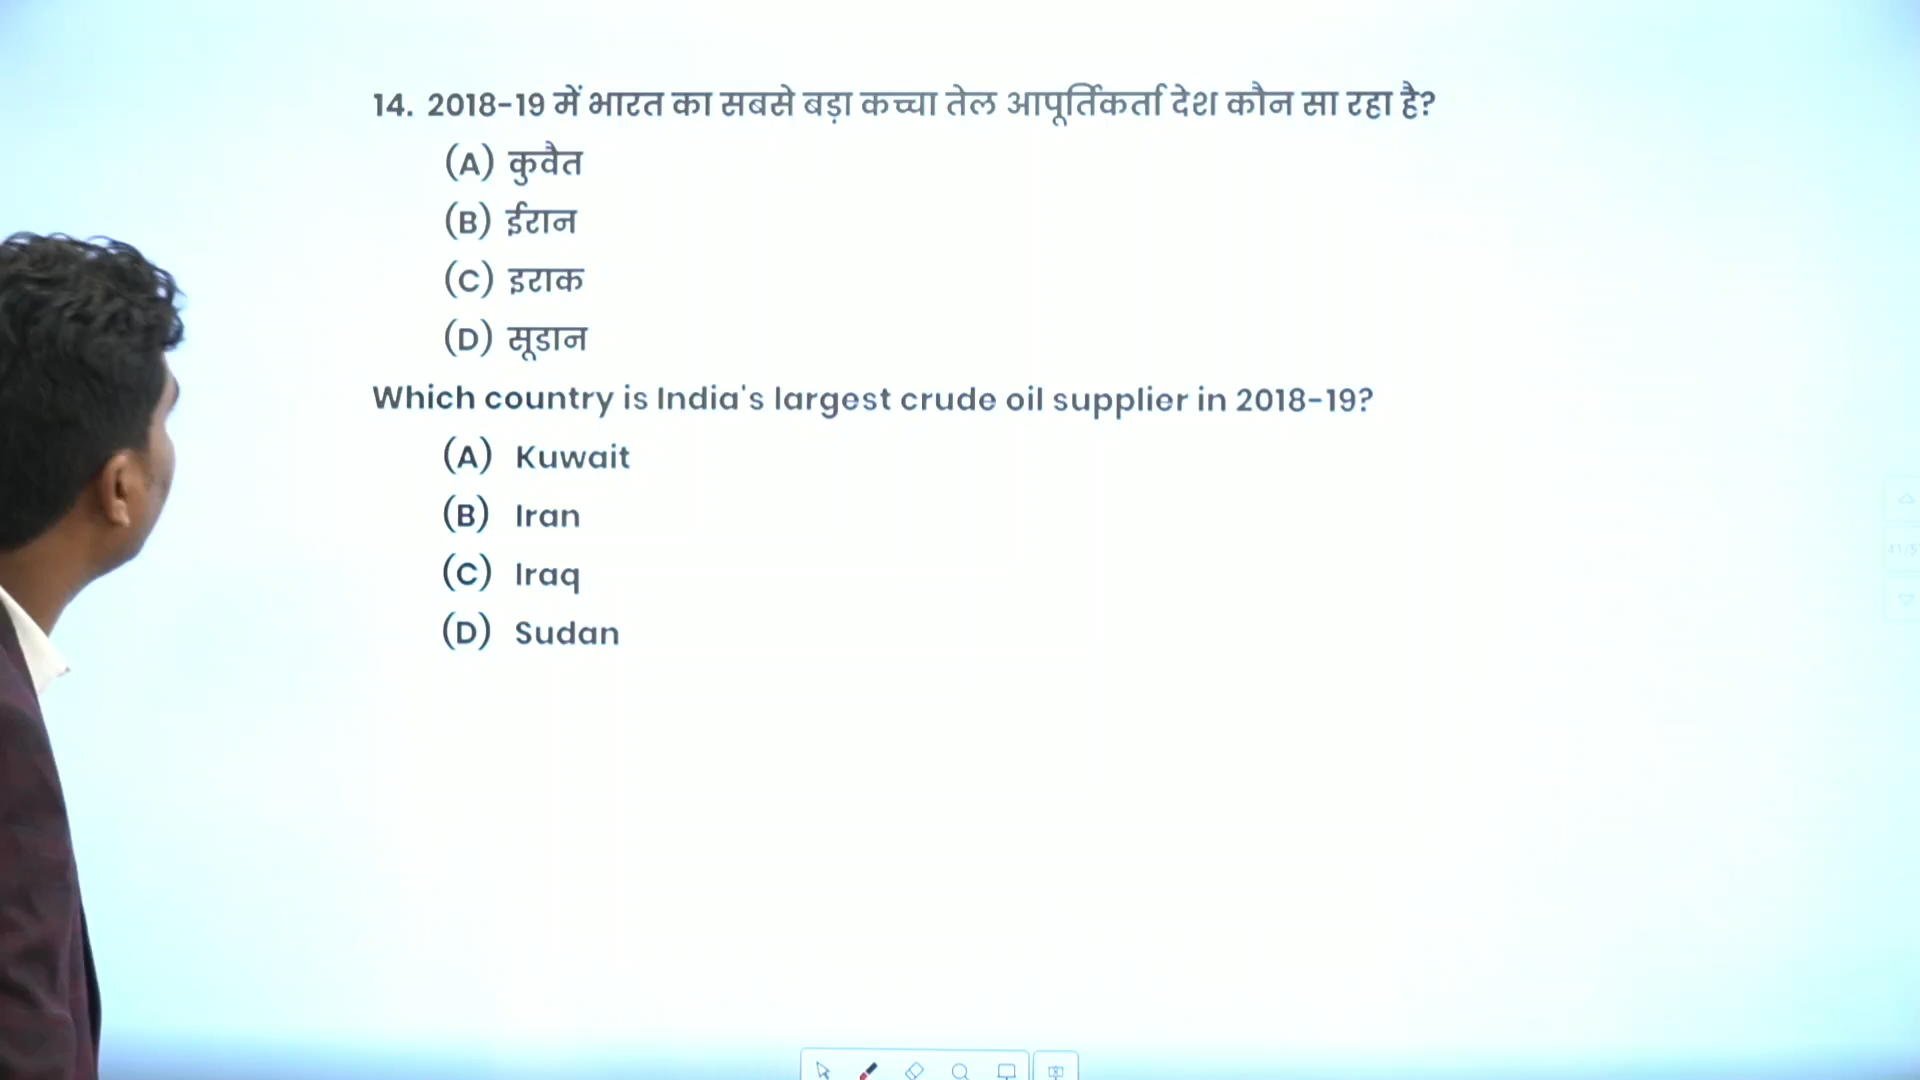 14. 2018-19 में भारत का सबसे बड़ा कच्चा तेल आपूर्तिकर्ता देश कौन सा रहा है?
(A) कुवैत
(B) ईरान
(C) इराक
(D) सूडान
Which country is India's largest crude oil supplier in 2018-19?
(A) Kuwait
(B) Iran
(C) Iraq
(D) Sudan